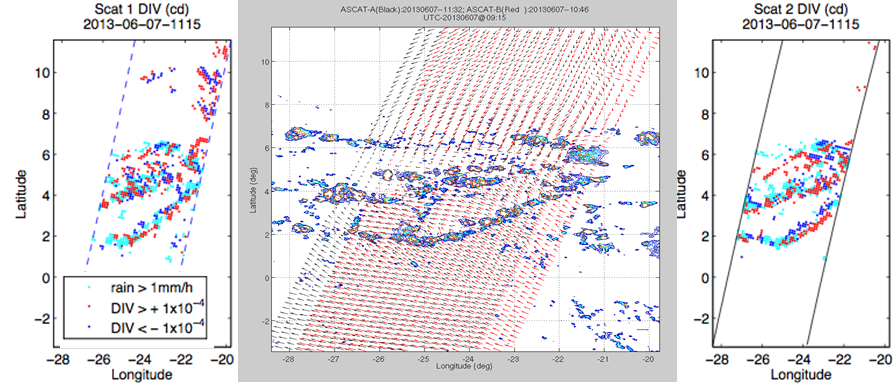 Scat 1 DIV (cd)
2013-06-07-1115
10
8
6
4
2
0
−2
Latitude
rain > 1mm/h
DIV >+ 1x10⁻⁴
DIV <− 1x10⁻⁴
−28 −26 −24 −22 −20
Longitude
ASCAT-A(Black):20130607--11:32; ASCAT-B(Red ):20130607--10:46
UTC-20130607@09:15
10
8
6
4
2
0
-2
Latitude (deg)
-28 -27 -26 -25 -24 -23 -22 -21 -20
Longitude (deg)
Scat 2 DIV (cd)
2013-06-07-1115
10
8
6
4
2
0
−2
Latitude
−28 −26 −24 −22 −20
Longitude